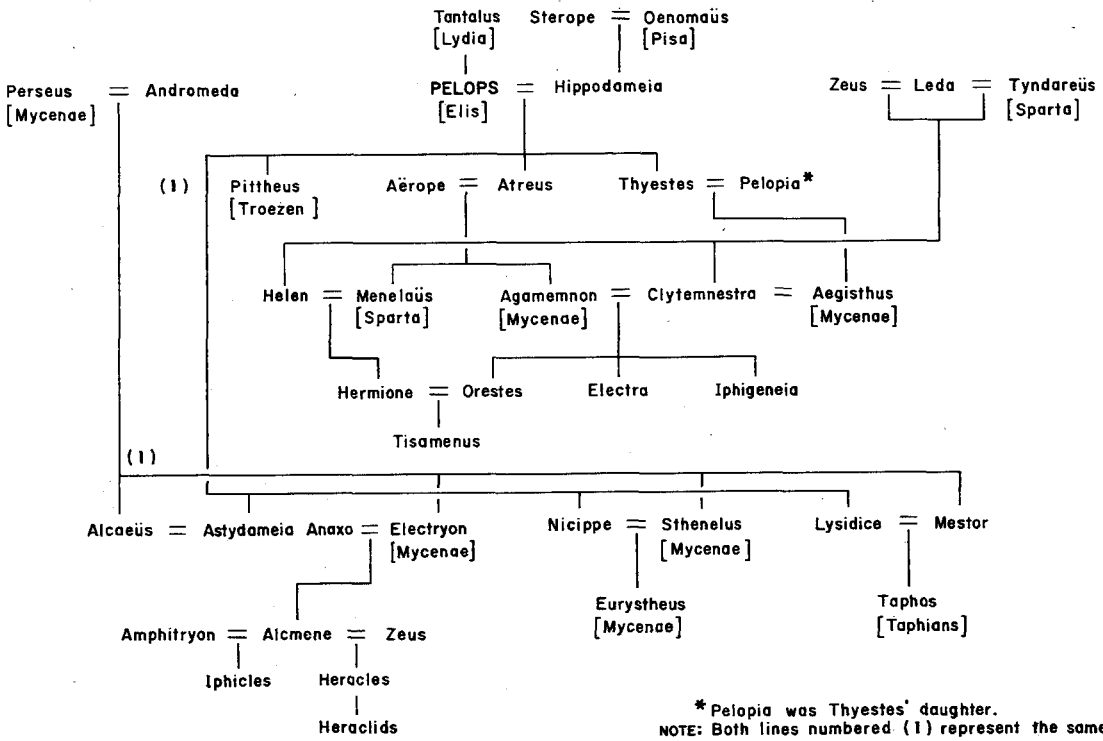 Tantalus Sterope = Oenomaüs
[Lydia] [Pisa]
Perseus = Andromeda PELOPS = Hippodameia Zeus = Leda = Tyndareüs
[Mycenae] [Elis] [Sparta]
(1) Pittheus Aërope = Atreus Thyestes = Pelopia*
[Troezen]
Helen = Menelaüs Agamemnon = Clytemnestra = Aegisthus
[Sparta] [Mycenae] [Mycenae]
Hermione = Orestes Electra Iphigeneia
Tisamenus
(1)
Alcaeüs = Astydameia Anaxo = Electryon Nicippe = Sthenelus Lysidice = Mestor
[Mycenae] [Mycenae]
Eurystheus Taphos
[Mycenae] [Taphians]
Amphitryon = Alcmene = Zeus
Iphicles Heracles
Heraclids
*Pelopia was Thyestes' daughter.
NOTE: Both lines numbered (1) represent the same